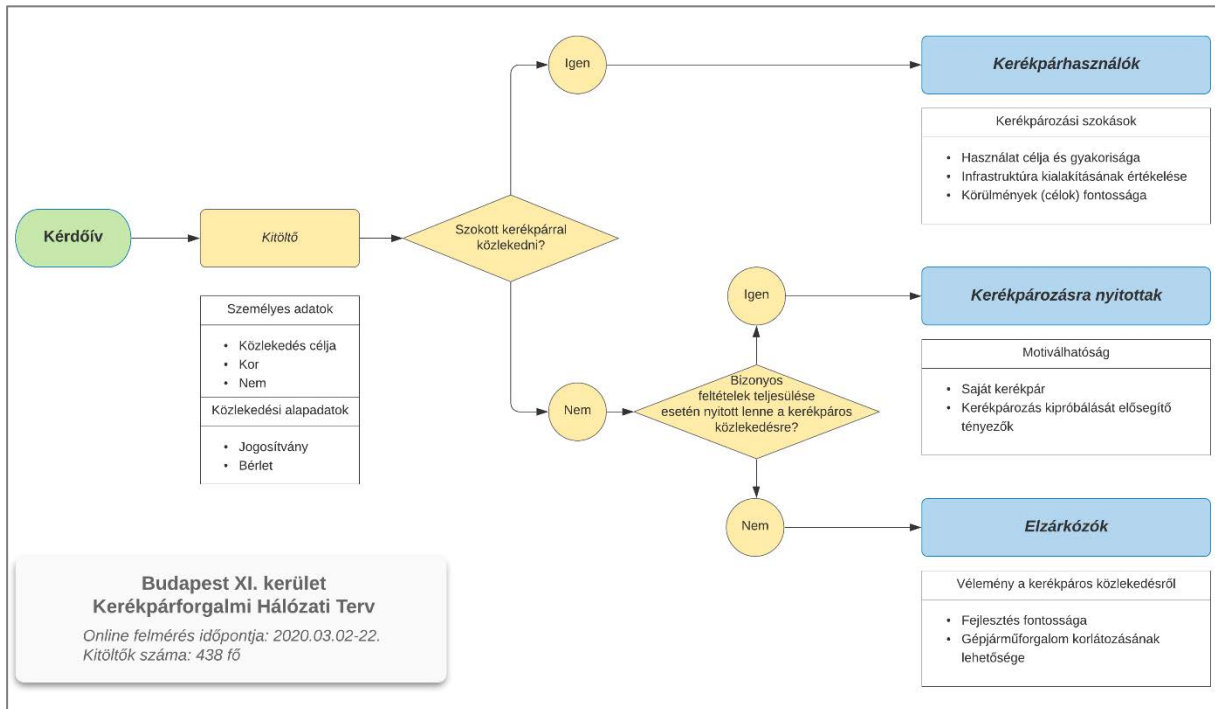 Kérdőív
Kitöltő
Személyes adatok
• Közlekedés célja
• Kor
• Nem
Közlekedési alapadatok
• Jogosítvány
• Bérlet
Szokott kerékpárral
közlekedni?
Igen
Kerékpárhasználók
Kerékpározási szokások
• Használat célja és gyakorisága
• Infrastruktúra kialakításának értékelése
• Körülmények (célok) fontossága
Nem
Bizonyos
feltételek teljesülése
esetén nyitott lenne a kerékpáros
közlekedésre?
Igen
Kerékpározásra nyitottak
Motiválhatóság
• Saját kerékpár
• Kerékpározás kipróbálását elősegítő
tényezők
Nem
Elzárkózók
Vélemény a kerékpáros közlekedésről
• Fejlesztés fontossága
• Gépjárműforgalom korlátozásának
lehetősége
Budapest XI. kerület
Kerékpárforgalmi Hálózati Terv
Online felmérés időpontja: 2020.03.02-22.
Kitöltők száma: 438 fő